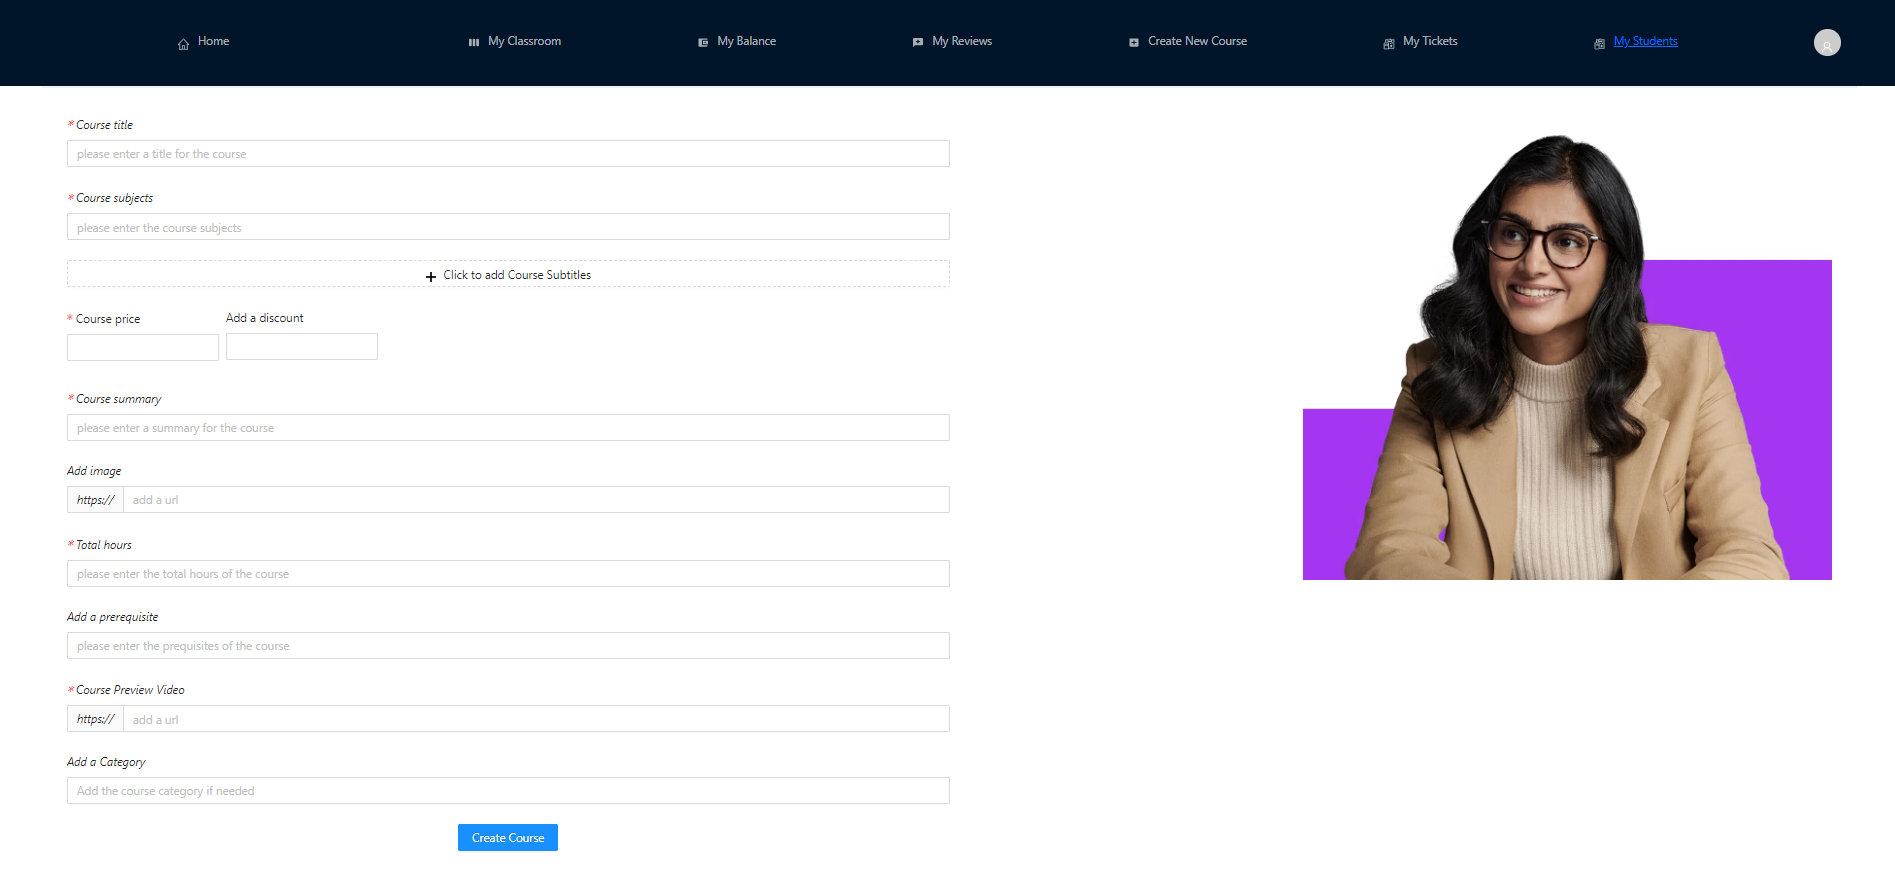 Home
My Classroom
My Balance
My Reviews
Create New Course
My Tickets
My Students
* Course title
please enter a title for the course
* Course subjects
please enter the course subjects
+ Click to add Course Subtitles
* Course price
Add a discount
* Course summary
please enter a summary for the course
Add image
https:// add a url
* Total hours
please enter the total hours of the course
Add a prerequisite
please enter the prequisites of the course
* Course Preview Video
https:// add a url
Add a Category
Add the course category if needed
Create Course